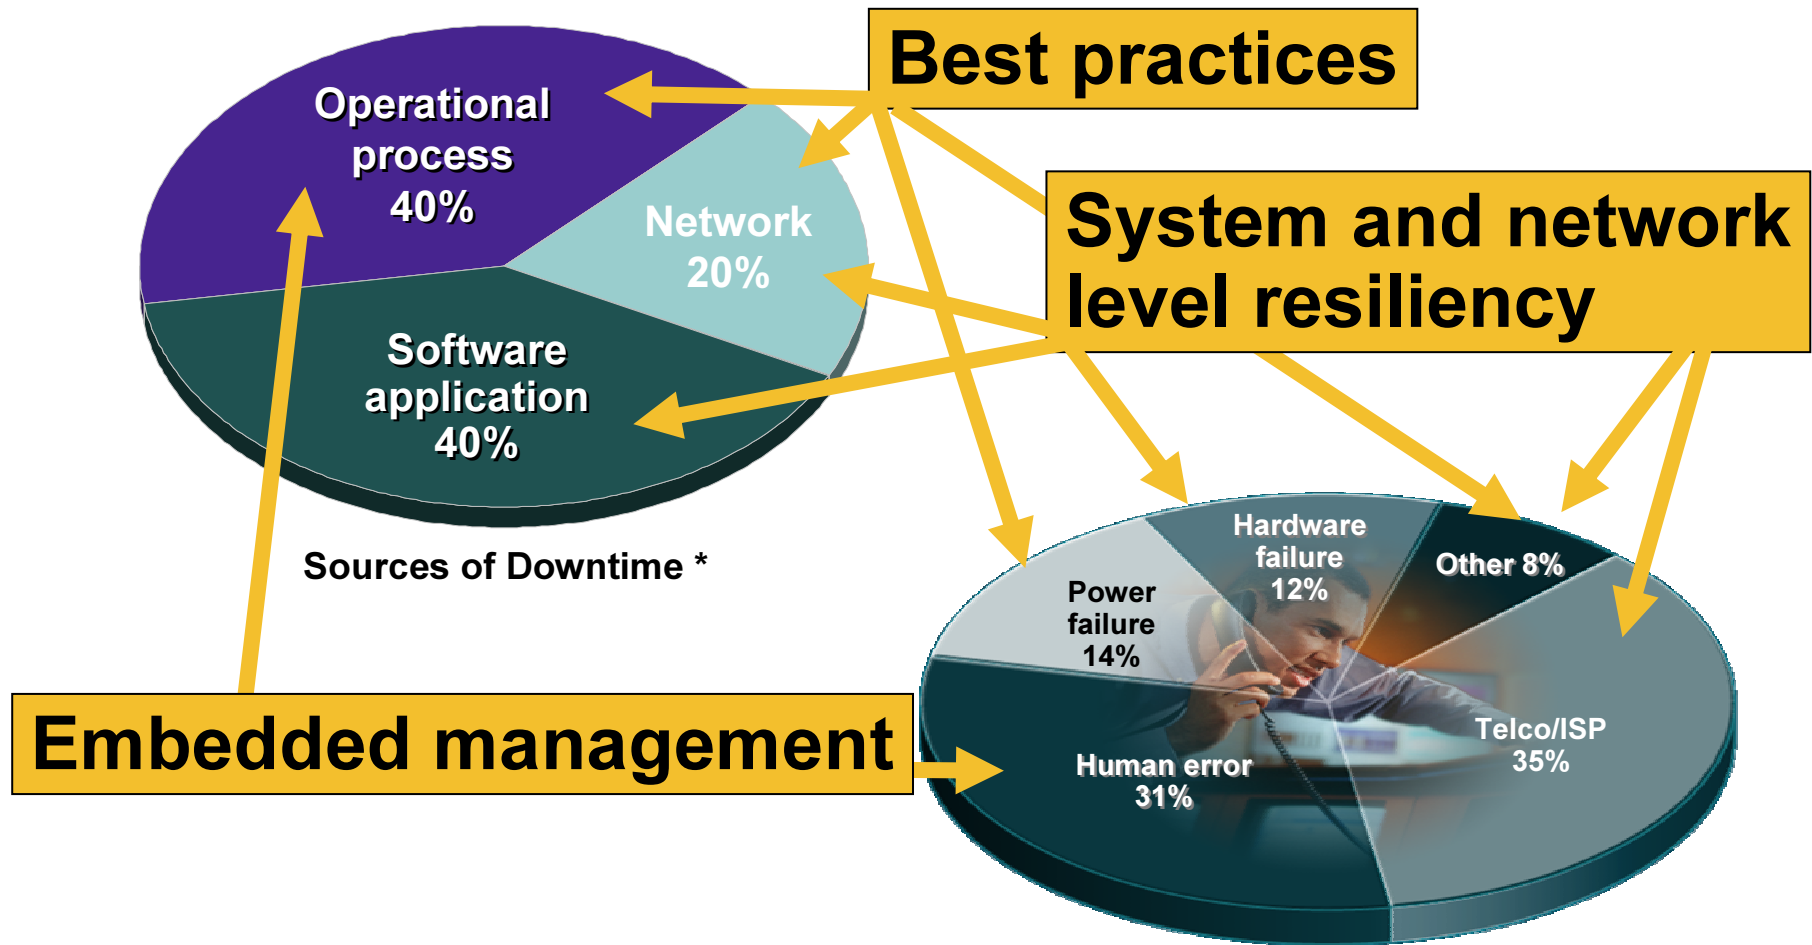 Best practices
Operational
process
40%
System and network
level resiliency
Network
20%
Software
application
40%
Sources of Downtime *
Hardware
failure
12%
Other 8%
Power
failure
14%
Embedded management
Telco/ISP
35%
Human error
31%